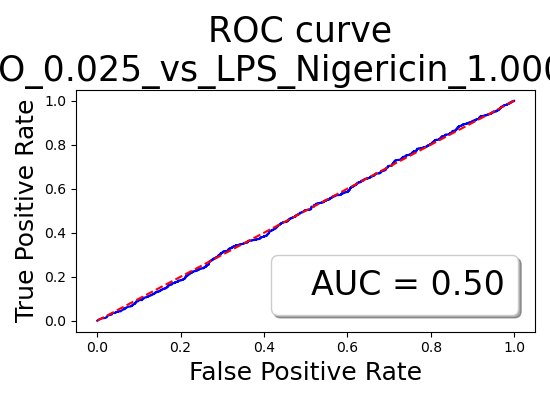 ROC curve
O_0.025_vs_LPS_Nigericin_1.000
True Positive Rate
1.0
0.8
0.6
0.4
0.2
0.0
AUC = 0.50
0.0 0.2 0.4 0.6 0.8 1.0
False Positive Rate